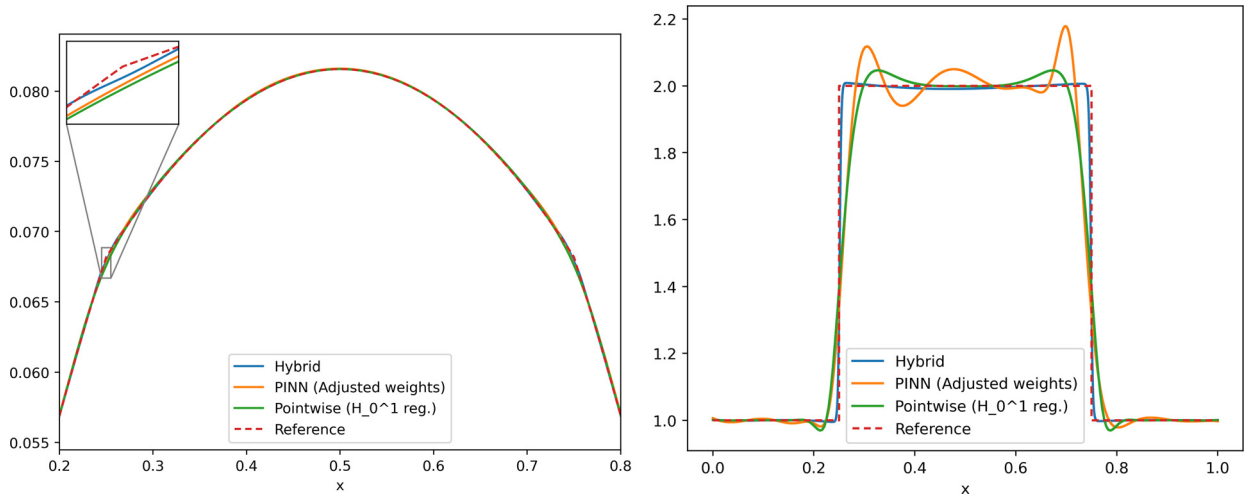 0.080
0.075
0.070
0.065
0.060
0.055
0.2
0.3
0.4
0.5
0.6
0.7
0.8
x
Hybrid
PINN (Adjusted weights)
Pointwise (H_0^1 reg.)
Reference
2.2
2.0
1.8
1.6
1.4
1.2
1.0
0.0
0.2
0.4
0.6
0.8
1.0
x
Hybrid
PINN (Adjusted weights)
Pointwise (H_0^1 reg.)
Reference